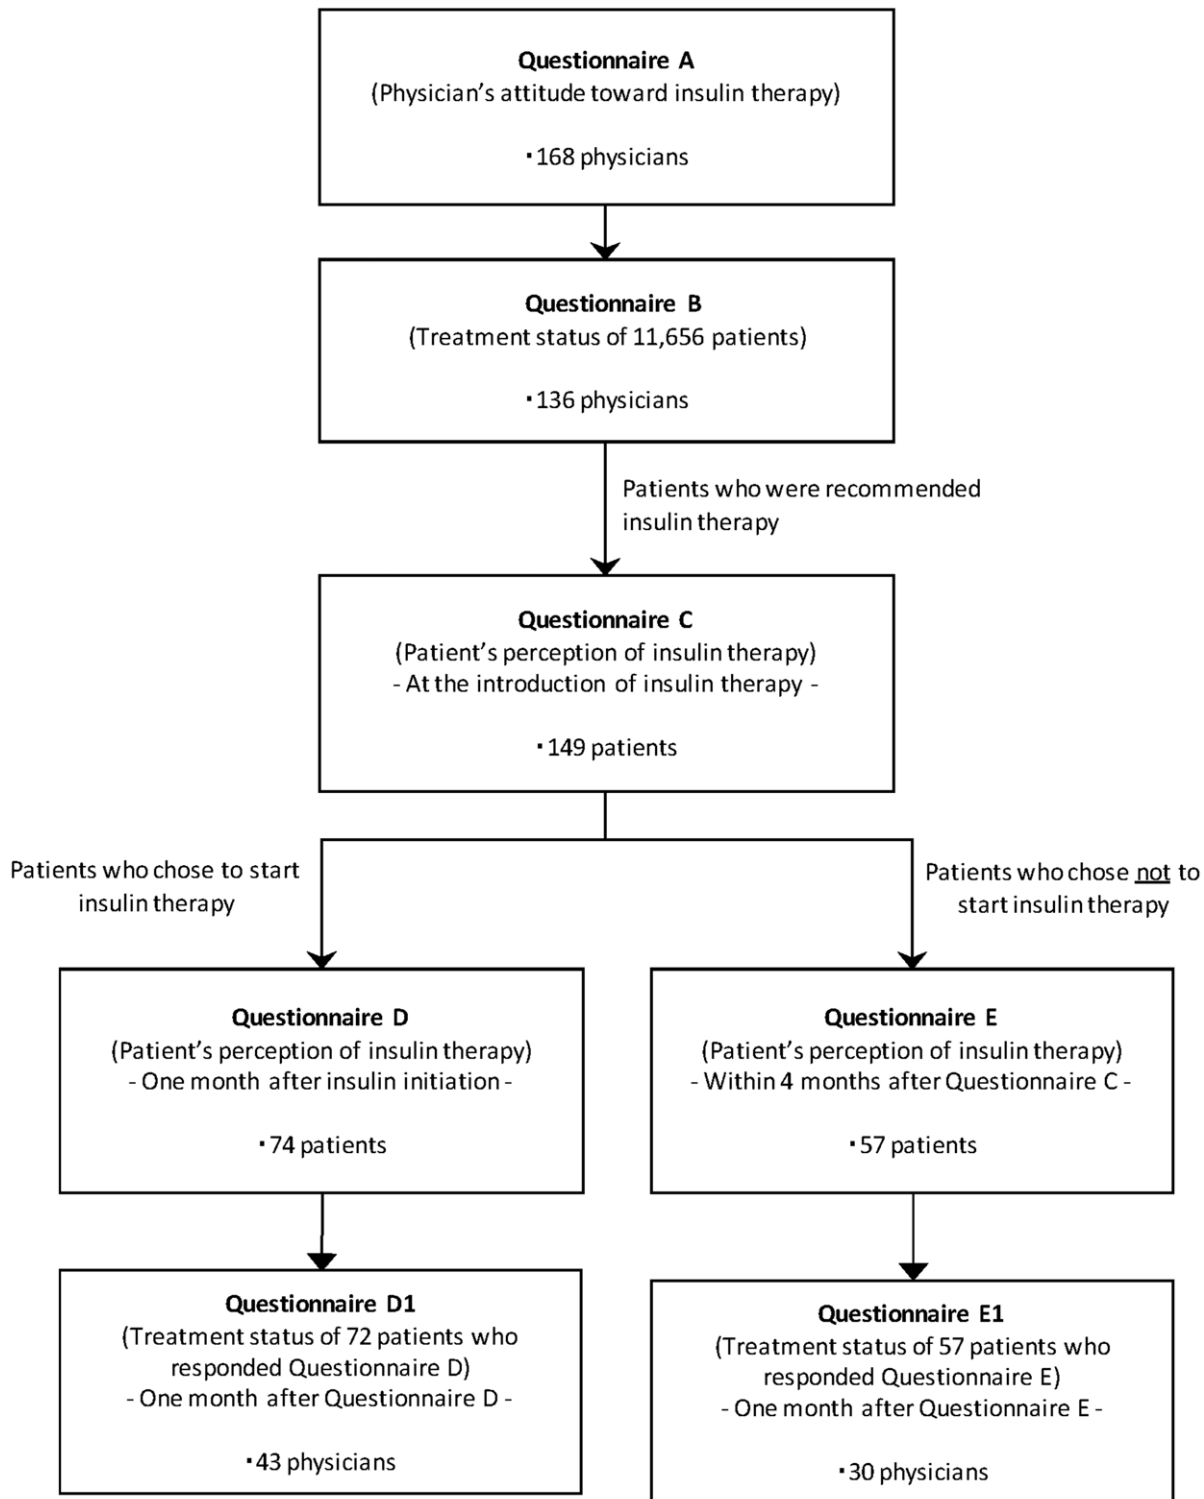 Questionnaire A
(Physician's attitude toward insulin therapy)
▪168 physicians
Questionnaire B
(Treatment status of 11,656 patients)
▪136 physicians
Patients who were recommended
insulin therapy
Questionnaire C
(Patient's perception of insulin therapy)
- At the introduction of insulin therapy -
▪149 patients
Patients who chose to start
insulin therapy
Patients who chose not to
start insulin therapy
Questionnaire D
(Patient's perception of insulin therapy)
- One month after insulin initiation -
▪74 patients
Questionnaire E
(Patient's perception of insulin therapy)
- Within 4 months after Questionnaire C -
▪57 patients
Questionnaire D1
(Treatment status of 72 patients who
responded Questionnaire D)
- One month after Questionnaire D -
▪43 physicians
Questionnaire E1
(Treatment status of 57 patients who
responded Questionnaire E)
- One month after Questionnaire E -
▪30 physicians